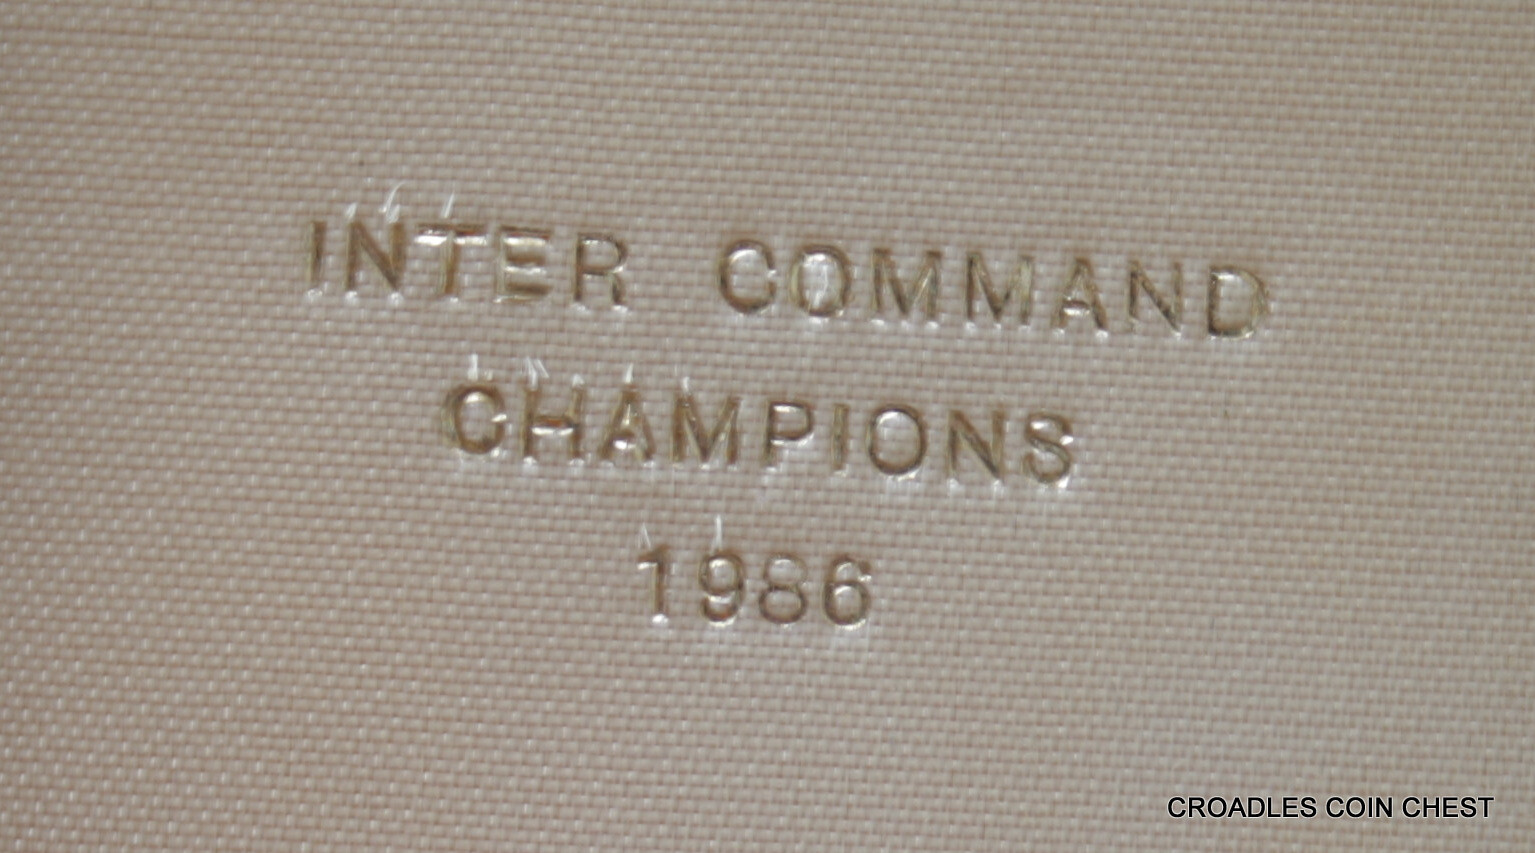 INTER COMMAND
CHAMPIONS
1986
CROADLES COIN CHEST